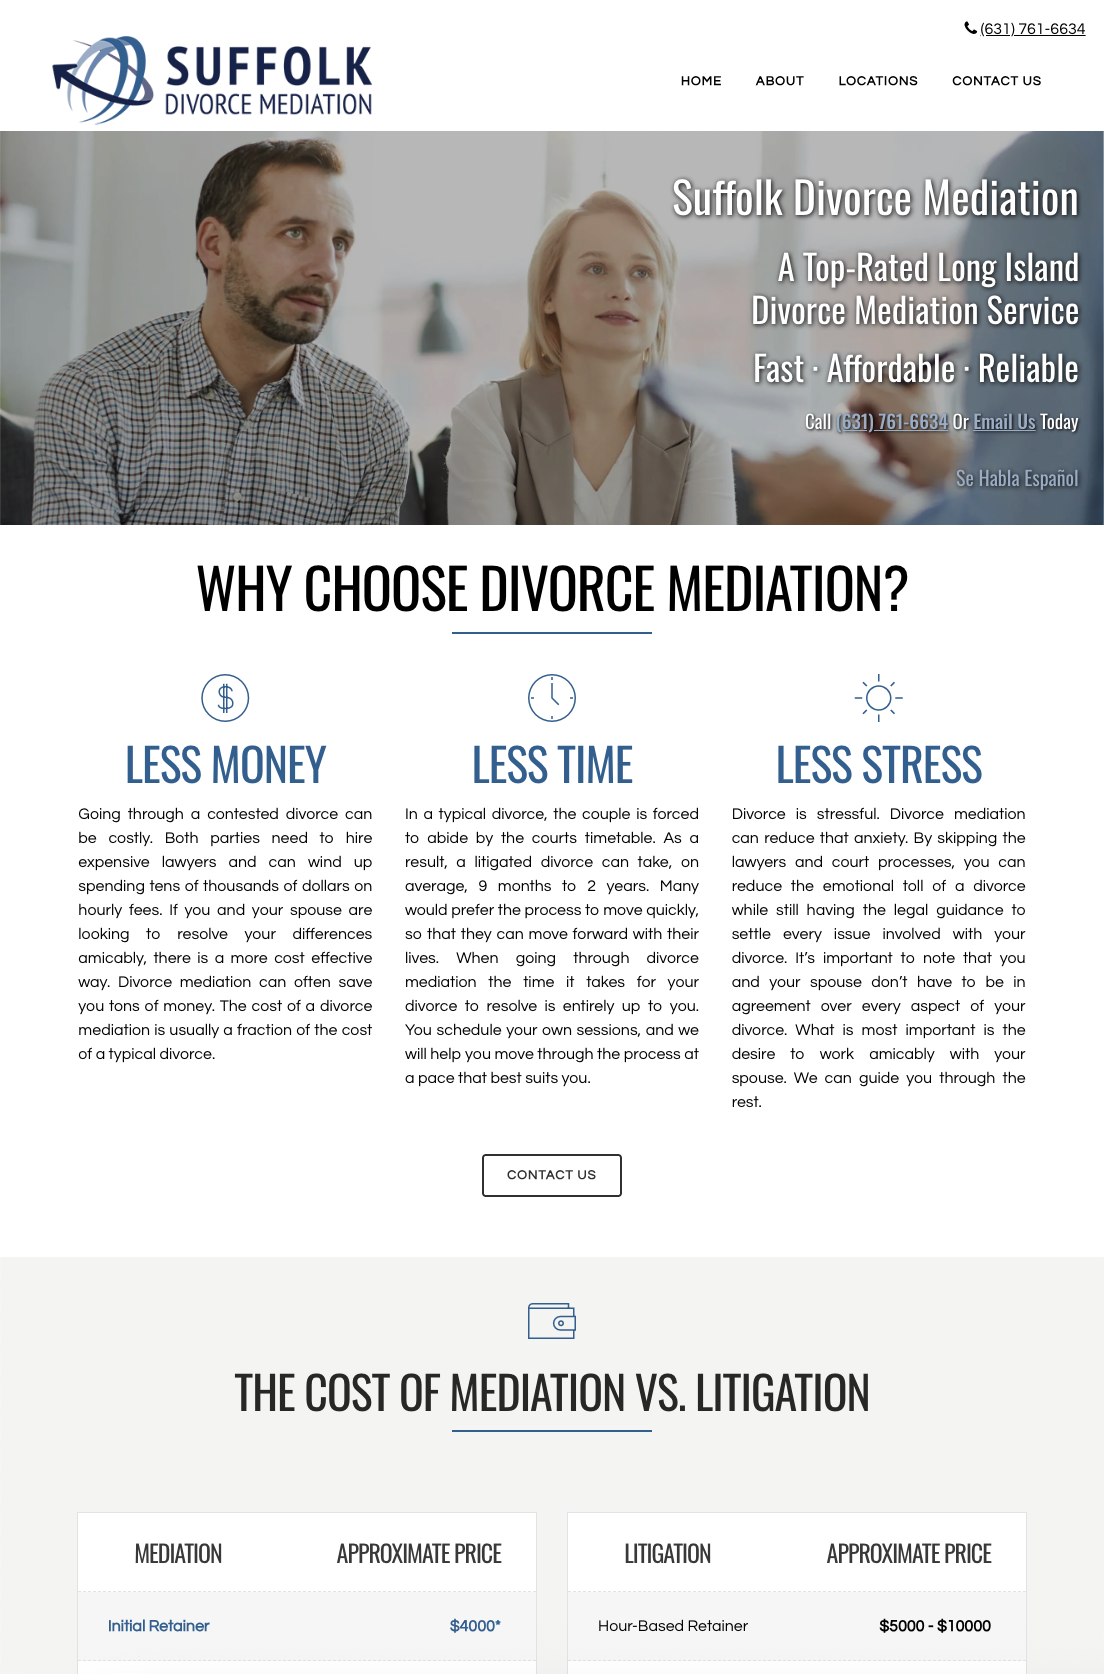 (631) 761-6634
SUFFOLK
DIVORCE MEDIATION
HOME ABOUT LOCATIONS CONTACT US
Suffolk Divorce Mediation
A Top-Rated Long Island
Divorce Mediation Service
Fast · Affordable · Reliable
Call (631) 761-6634 Or Email Us Today
Se Habla Español
WHY CHOOSE DIVORCE MEDIATION?
LESS MONEY
Going through a contested divorce can
be costly. Both parties need to hire
expensive lawyers and can wind up
spending tens of thousands of dollars on
hourly fees. If you and your spouse are
looking to resolve your differences
amicably, there is a more cost effective
way. Divorce mediation can often save
you tons of money. The cost of a divorce
mediation is usually a fraction of the cost
of a typical divorce.
LESS TIME
In a typical divorce, the couple is forced
to abide by the courts timetable. As a
result, a litigated divorce can take, on
average, 9 months to 2 years. Many
would prefer the process to move quickly,
so that they can move forward with their
lives. When going through divorce
mediation the time it takes for your
divorce to resolve is entirely up to you.
You schedule your own sessions, and we
will help you move through the process at
a pace that best suits you.
LESS STRESS
Divorce is stressful. Divorce mediation
can reduce that anxiety. By skipping the
lawyers and court processes, you can
reduce the emotional toll of a divorce
while still having the legal guidance to
settle every issue involved with your
divorce. It’s important to note that you
and your spouse don’t have to be in
agreement over every aspect of your
divorce. What is most important is the
desire to work amicably with your
spouse. We can guide you through the
rest.
CONTACT US
THE COST OF MEDIATION VS. LITIGATION
MEDIATION APPROXIMATE PRICE
Initial Retainer $4000*
LITIGATION APPROXIMATE PRICE
Hour-Based Retainer $5000 - $10000